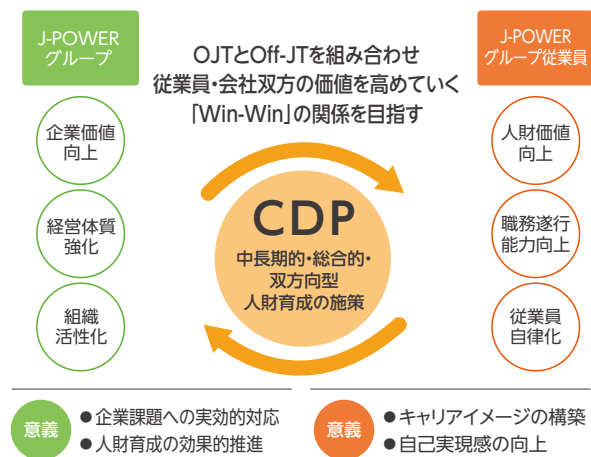 J-POWER
グループ
OJTとOff-JTを組み合わせ
従業員・会社双方の価値を高めていく
「Win-Win」の関係を目指す
J-POWER
グループ従業員
企業価値
向上
経営体質
強化
組織
活性化
CDP
中長期的・総合的・
双方向型
人財育成の施策
人財価値
向上
職務遂行
能力向上
従業員
自律化
意義
●企業課題への実効的対応
●人財育成の効果的推進
意義
●キャリアイメージの構築
●自己実現感の向上